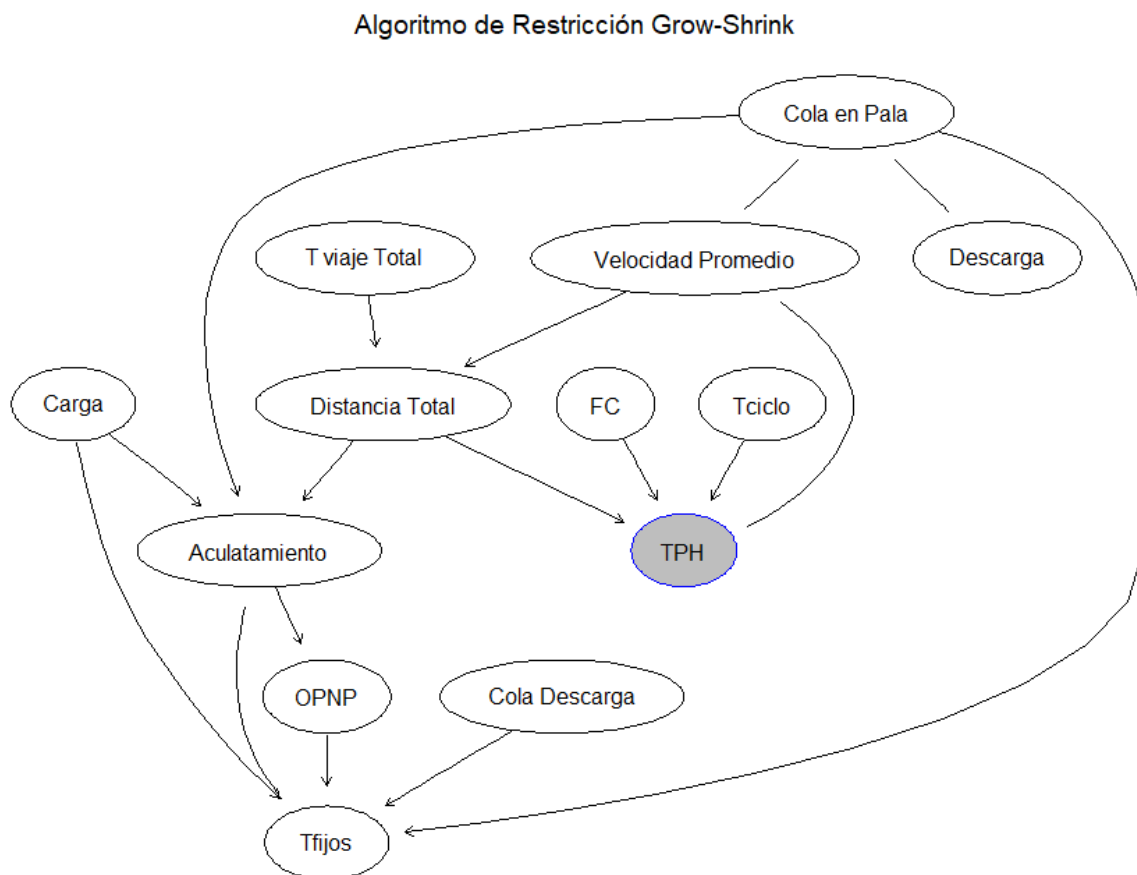 Algoritmo de Restricción Grow-Shrink
Cola en Pala
T viaje Total
Velocidad Promedio
Descarga
Carga
Distancia Total
FC
Tciclo
Aculatamiento
TPH
OPNP
Cola Descarga
Tfijos